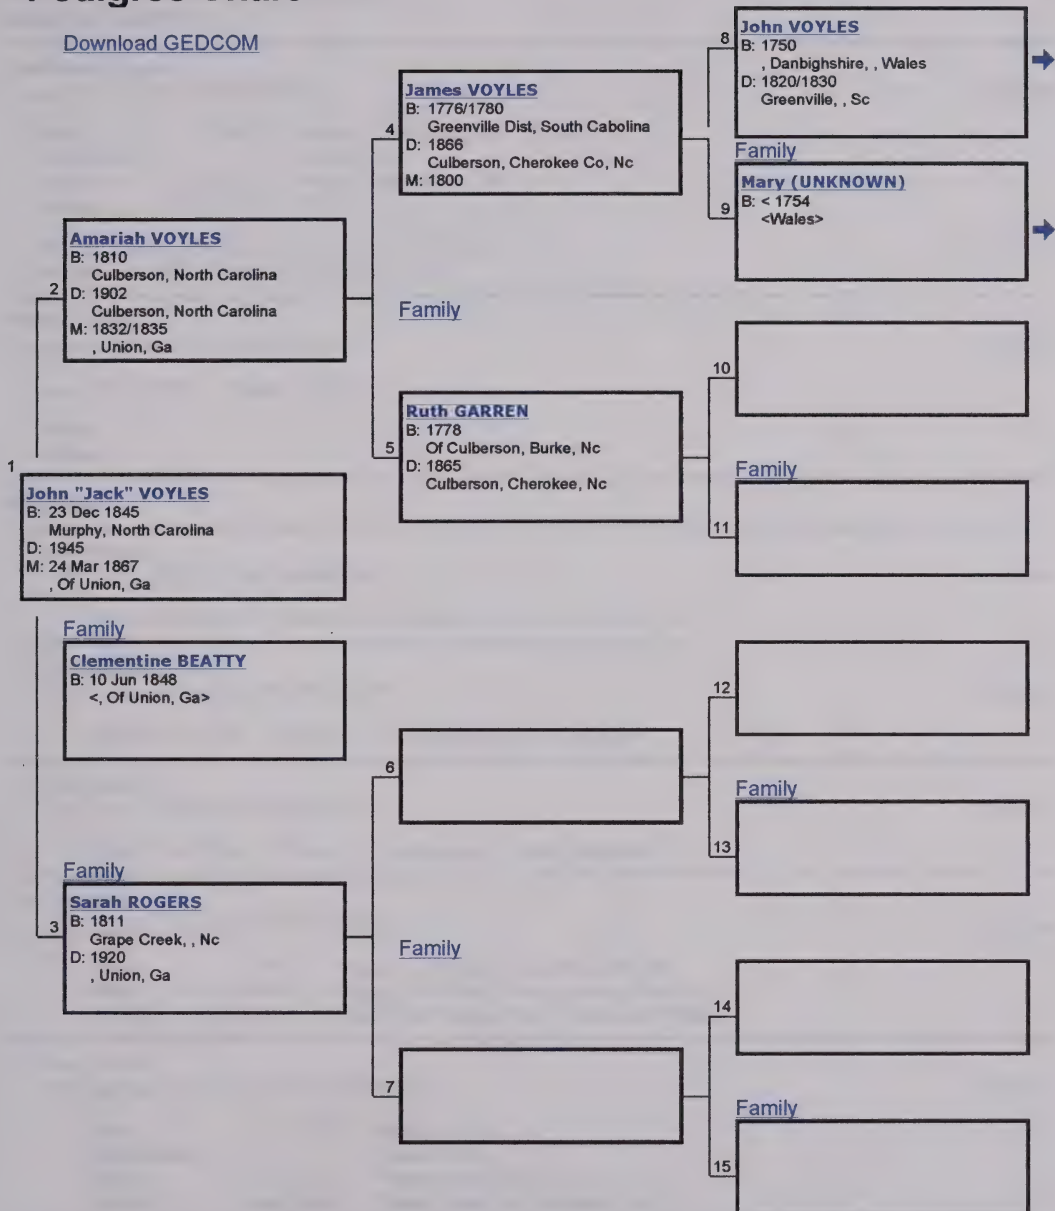 Download GEDCOM
8
John VOYLES
B: 1750
, Danbighshire, , Wales
D: 1820/1830
Greenville, , Sc
4
James VOYLES
B: 1776/1780
Greenville Dist, South Cabolina
D: 1866
Culberson, Cherokee Co, Nc
M: 1800
Family
9
Mary (UNKNOWN)
B: < 1754
<Wales>
2
Amariah VOYLES
B: 1810
Culberson, North Carolina
D: 1902
Culberson, North Carolina
M: 1832/1835
, Union, Ga
Family
10
5
Ruth GARREN
B: 1778
Of Culberson, Burke, Nc
D: 1865
Culberson, Cherokee, Nc
Family
11
1
John "Jack" VOYLES
B: 23 Dec 1845
Murphy, North Carolina
D: 1945
M: 24 Mar 1867
, Of Union, Ga
Family
Clementine BEATTY
B: 10 Jun 1848
<, Of Union, Ga>
12
6
Family
13
Family
3
Sarah ROGERS
B: 1811
Grape Creek, , Nc
D: 1920
, Union, Ga
Family
14
7
Family
15